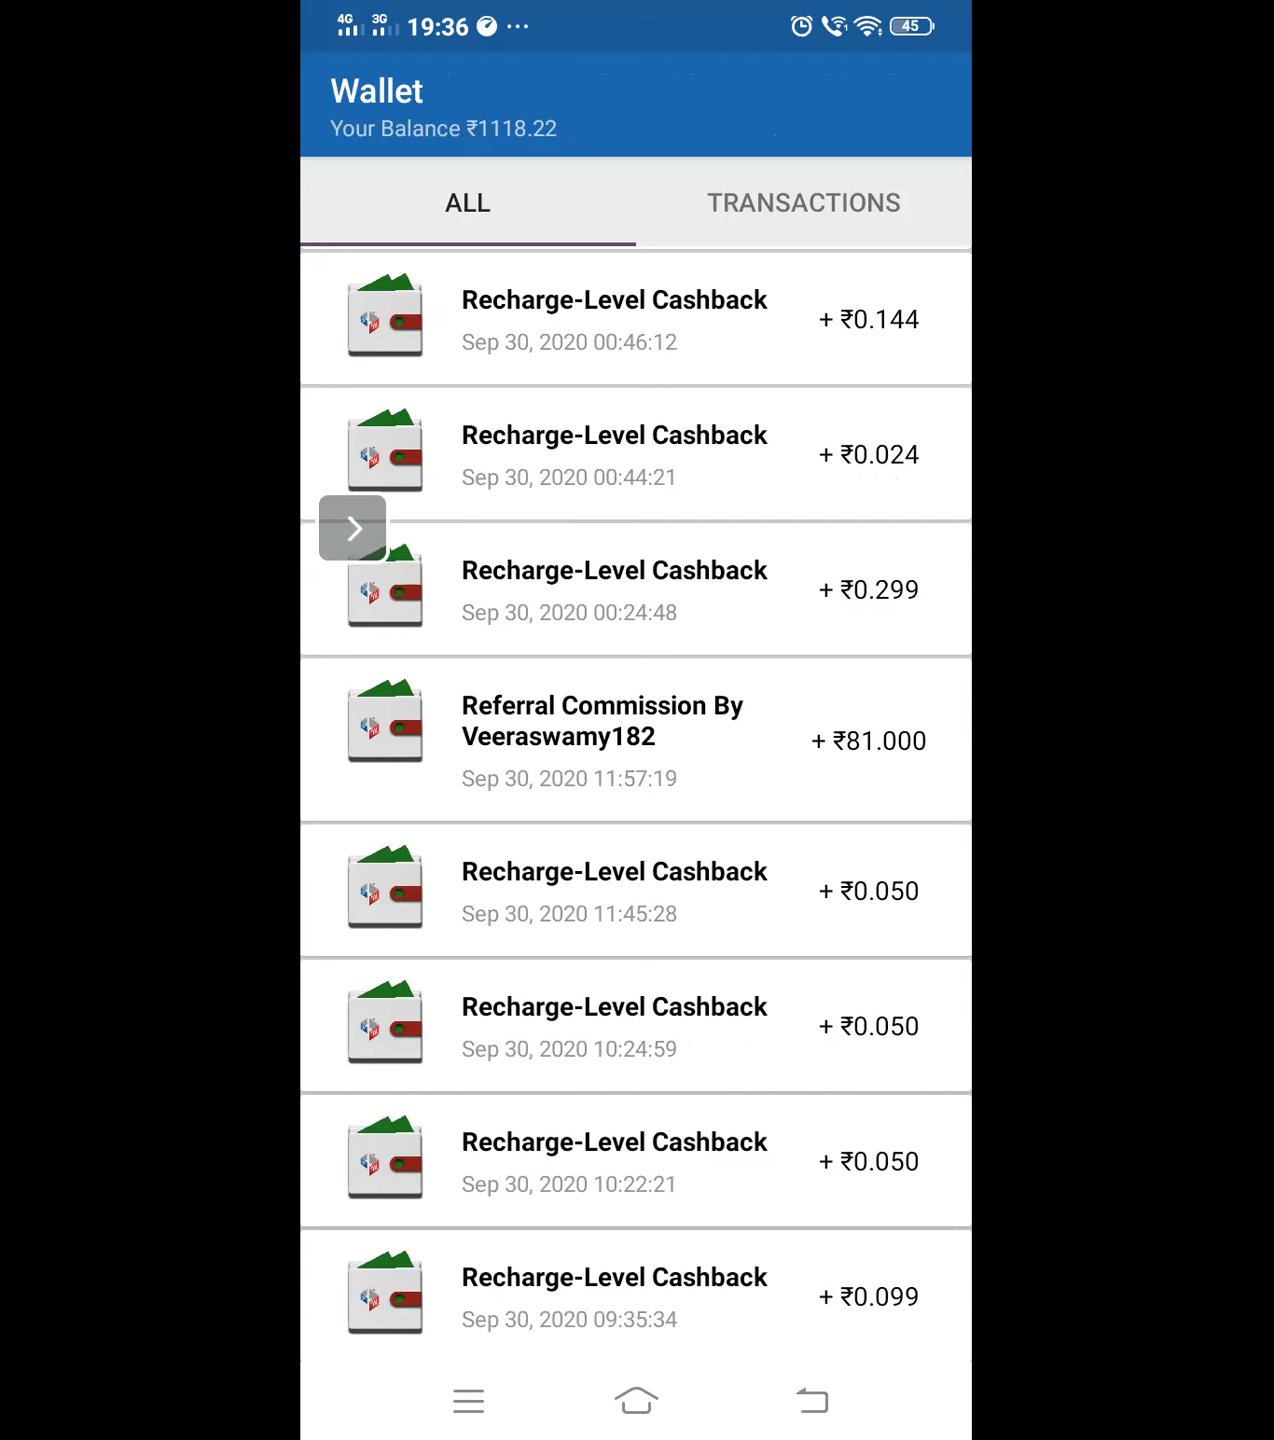 4G 3G 19:36 ... 45
Wallet
Your Balance ₹1118.22
ALL TRANSACTIONS
Recharge-Level Cashback
+ ₹0.144
Sep 30, 2020 00:46:12
Recharge-Level Cashback
+ ₹0.024
Sep 30, 2020 00:44:21
Recharge-Level Cashback
+ ₹0.299
Sep 30, 2020 00:24:48
Referral Commission By
Veeraswamy182
+ ₹81.000
Sep 30, 2020 11:57:19
Recharge-Level Cashback
+ ₹0.050
Sep 30, 2020 11:45:28
Recharge-Level Cashback
+ ₹0.050
Sep 30, 2020 10:24:59
Recharge-Level Cashback
+ ₹0.050
Sep 30, 2020 10:22:21
Recharge-Level Cashback
+ ₹0.099
Sep 30, 2020 09:35:34